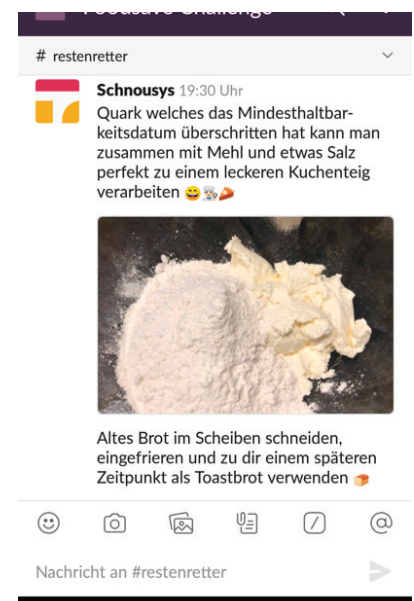 Foodsave Challenge
# restenretter
Schnousys 19:30 Uhr
Quark welches das Mindesthaltbar-
keitsdatum überschritten hat kann man
zusammen mit Mehl und etwas Salz
perfekt zu einem leckeren Kuchenteig
verarbeiten 😄👨‍🍳🍰
Altes Brot im Scheiben schneiden,
eingefrieren und zu dir einem späteren
Zeitpunkt als Toastbrot verwenden 🍞
Nachricht an #restenretter